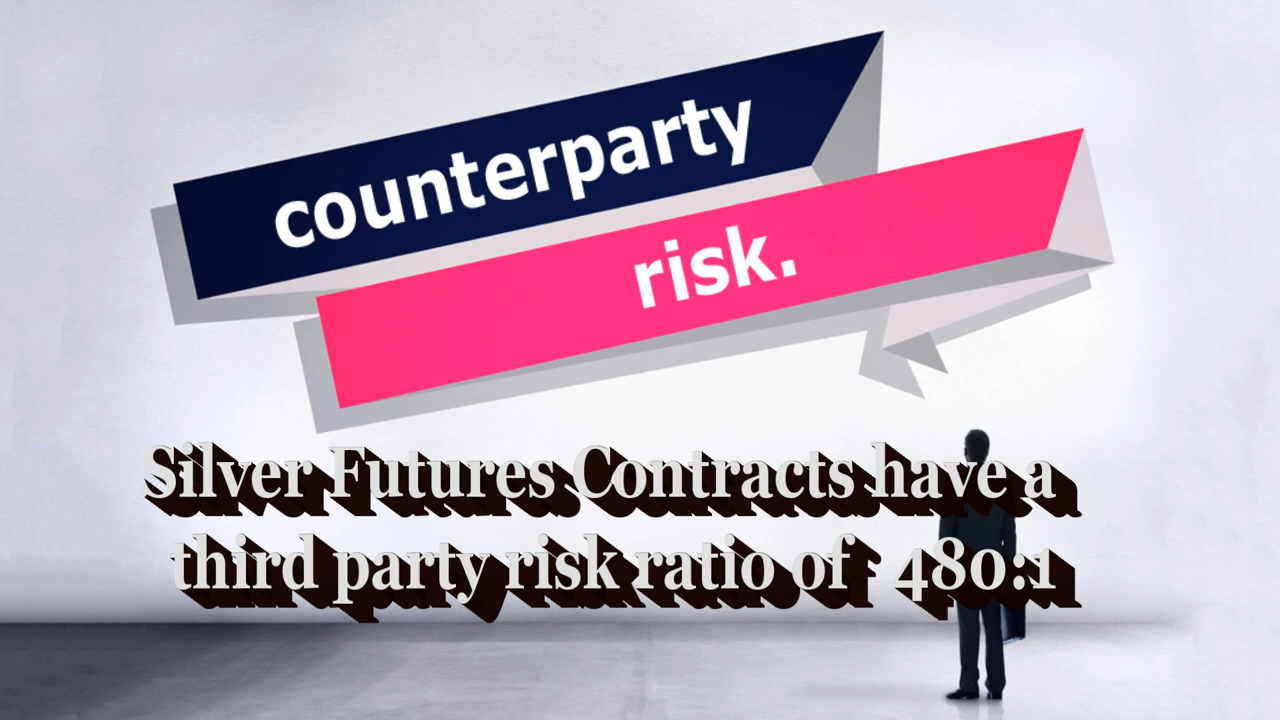 counterparty
risk.
Silver Futures Contracts have a
third party risk ratio of 480:1